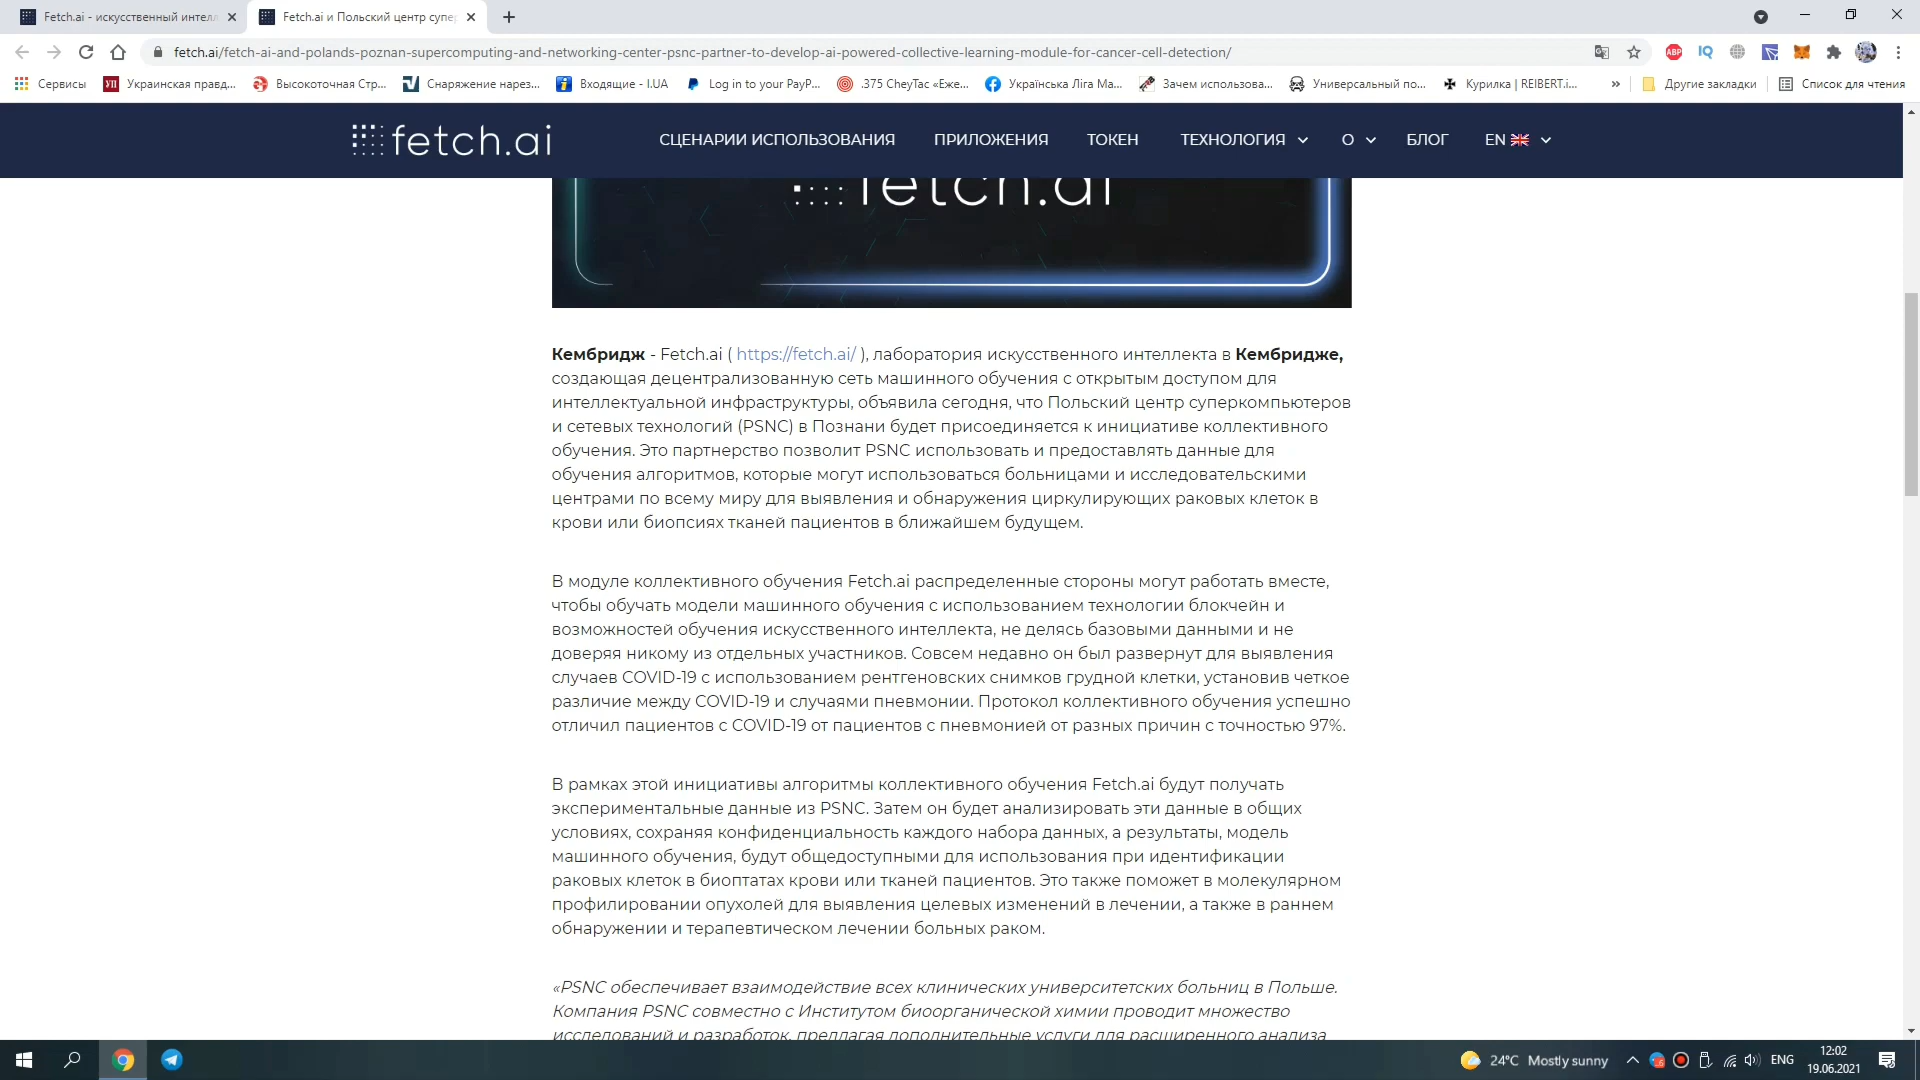 Fetch.ai - искусственный интелл
Fetch.ai и Польский центр супер
fetch.ai/fetch-ai-and-polands-poznan-supercomputing-and-networking-center-psnc-partner-to-develop-ai-powered-collective-learning-module-for-cancer-cell-detection/
ABP
IQ
Сервисы
УП
Украинская правд...
Высокоточная Стр...
Снаряжение нарез...
Входящие - I.UA
Log in to your PayP...
.375 CheyTac «Еже...
Українська Ліга Ма...
Зачем использова...
Универсальный по...
Курилка | REIBERT.i...
»
Другие закладки
Список для чтения
fetch.ai
СЦЕНАРИИ ИСПОЛЬЗОВАНИЯ
ПРИЛОЖЕНИЯ
ТОКЕН
ТЕХНОЛОГИЯ
О
БЛОГ
EN
fetch.ai
Кембридж - Fetch.ai ( https://fetch.ai/ ), лаборатория искусственного интеллекта в Кембридже,
создающая децентрализованную сеть машинного обучения с открытым доступом для
интеллектуальной инфраструктуры, объявила сегодня, что Польский центр суперкомпьютеров
и сетевых технологий (PSNC) в Познани будет присоединяется к инициативе коллективного
обучения. Это партнерство позволит PSNC использовать и предоставлять данные для
обучения алгоритмов, которые могут использоваться больницами и исследовательскими
центрами по всему миру для выявления и обнаружения циркулирующих раковых клеток в
крови или биопсиях тканей пациентов в ближайшем будущем.
В модуле коллективного обучения Fetch.ai распределенные стороны могут работать вместе,
чтобы обучать модели машинного обучения с использованием технологии блокчейн и
возможностей обучения искусственного интеллекта, не делясь базовыми данными и не
доверяя никому из отдельных участников. Совсем недавно он был развернут для выявления
случаев COVID-19 с использованием рентгеновских снимков грудной клетки, установив четкое
различие между COVID-19 и случаями пневмонии. Протокол коллективного обучения успешно
отличил пациентов с COVID-19 от пациентов с пневмонией от разных причин с точностью 97%.
В рамках этой инициативы алгоритмы коллективного обучения Fetch.ai будут получать
экспериментальные данные из PSNC. Затем он будет анализировать эти данные в общих
условиях, сохраняя конфиденциальность каждого набора данных, а результаты, модель
машинного обучения, будут общедоступными для использования при идентификации
раковых клеток в биоптатах крови или тканей пациентов. Это также поможет в молекулярном
профилировании опухолей для выявления целевых изменений в лечении, а также в раннем
обнаружении и терапевтическом лечении больных раком.
«PSNC обеспечивает взаимодействие всех клинических университетских больниц в Польше.
Компания PSNC совместно с Институтом биоорганической химии проводит множество
исследований и разработок, предлагая дополнительные услуги для расширенного анализа
24°C Mostly sunny
ENG
12:02
19.06.2021